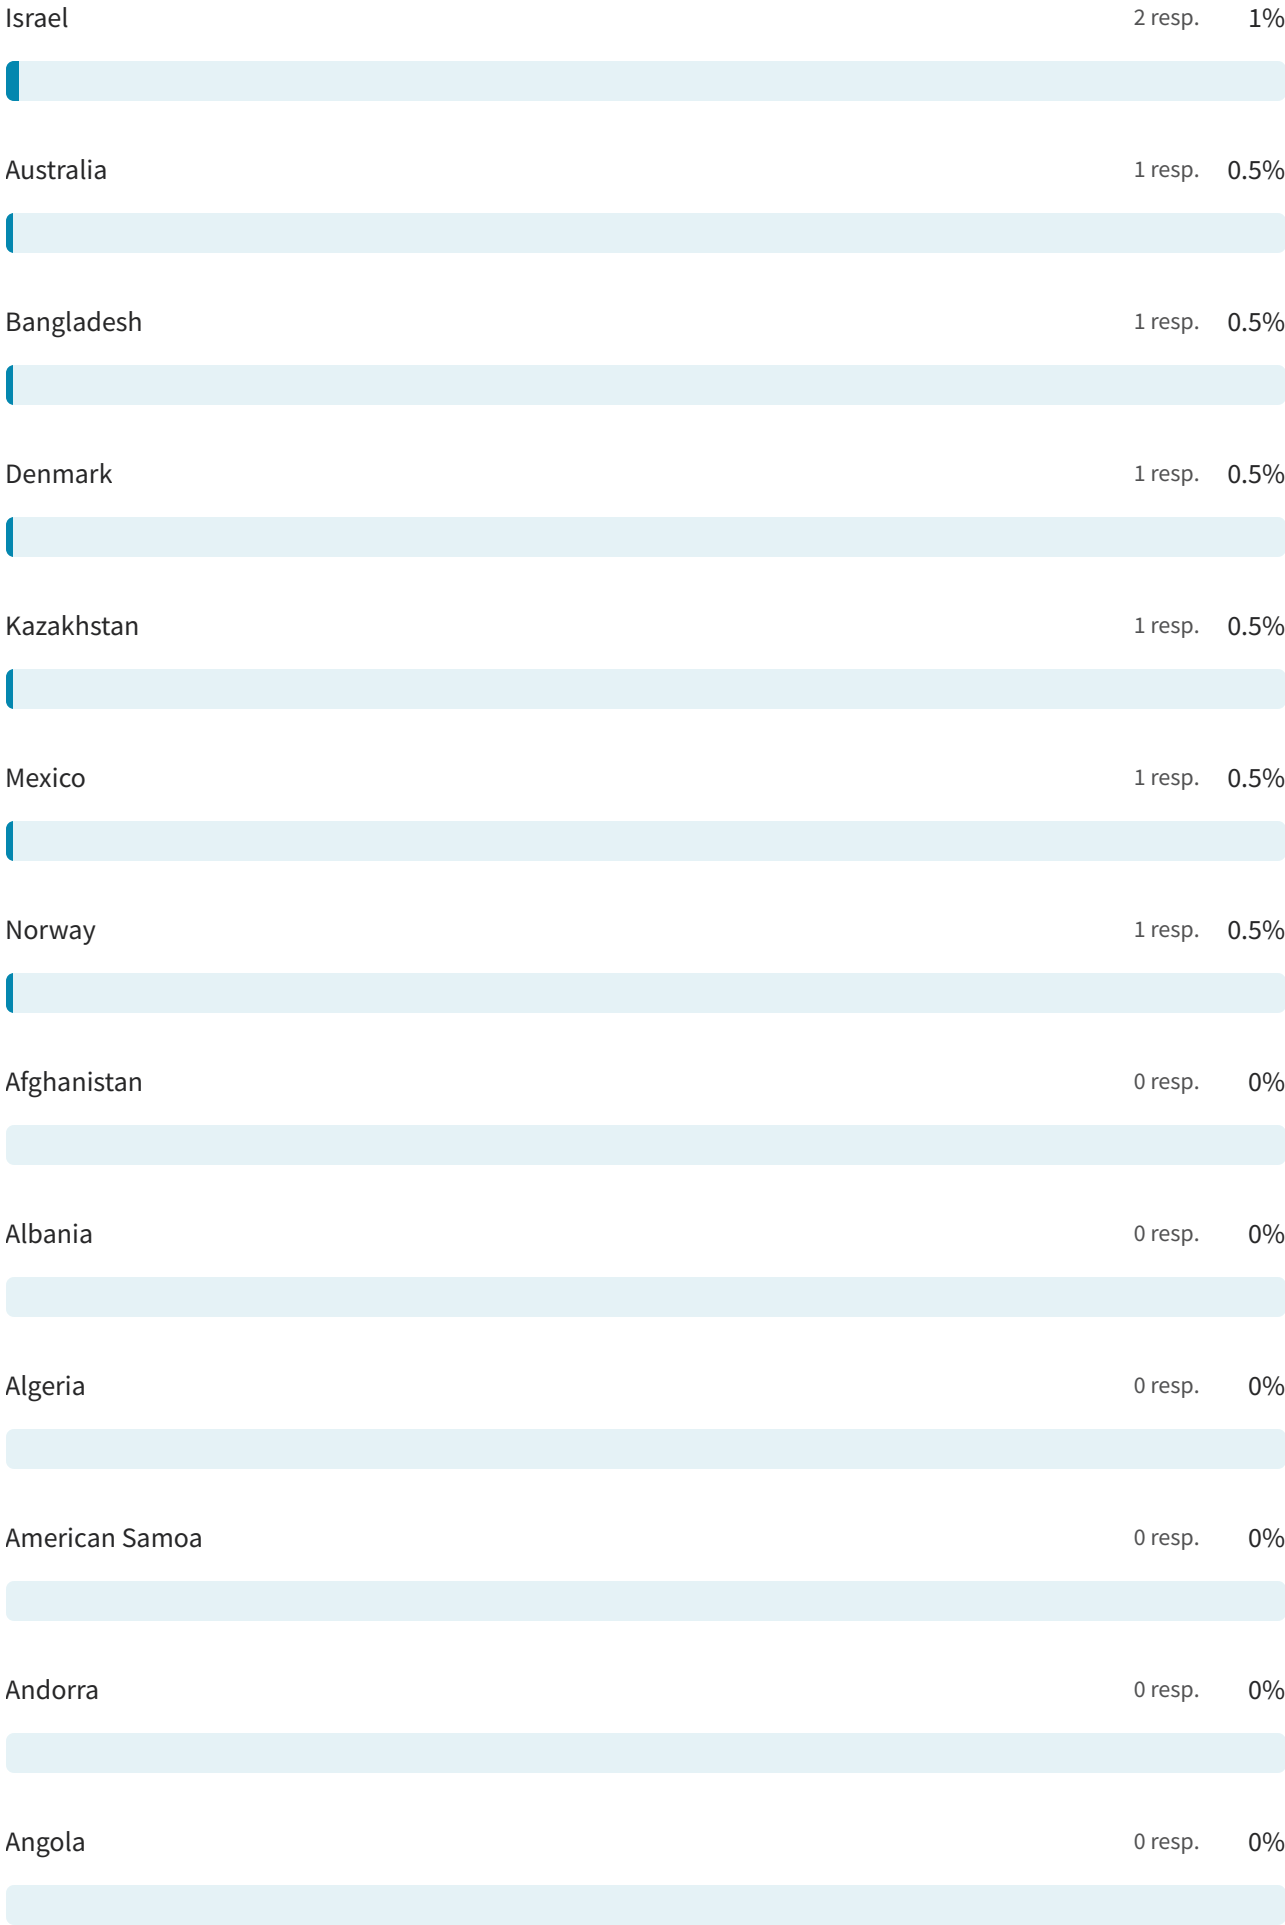 Israel 2 resp. 1%
Australia 1 resp. 0.5%
Bangladesh 1 resp. 0.5%
Denmark 1 resp. 0.5%
Kazakhstan 1 resp. 0.5%
Mexico 1 resp. 0.5%
Norway 1 resp. 0.5%
Afghanistan 0 resp. 0%
Albania 0 resp. 0%
Algeria 0 resp. 0%
American Samoa 0 resp. 0%
Andorra 0 resp. 0%
Angola 0 resp. 0%